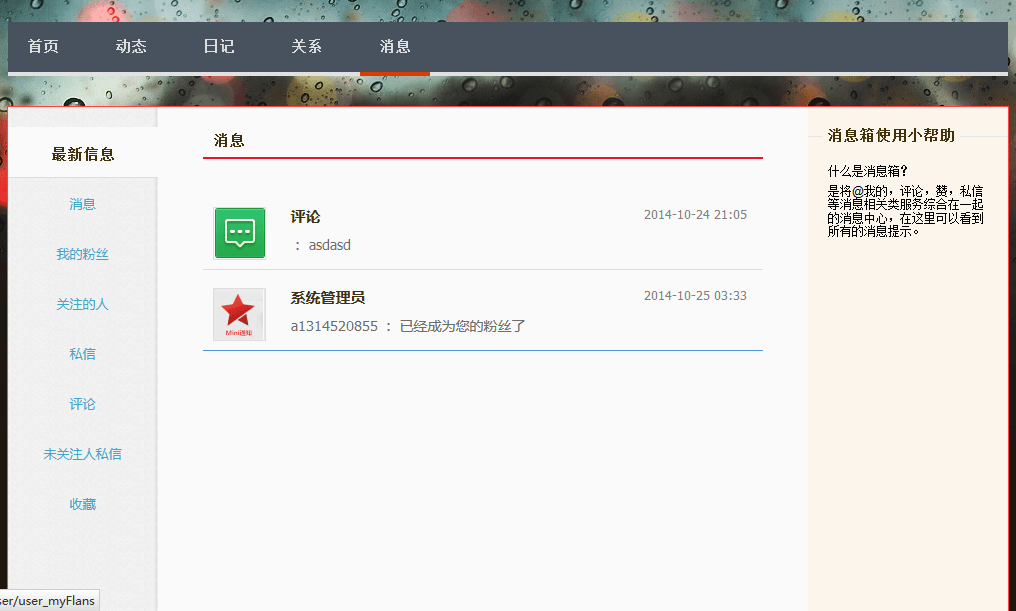 首页 动态 日记 关系 消息
最新信息
消息
我的粉丝
关注的人
私信
评论
未关注人私信
收藏
消息
评论 2014-10-24 21:05
： asdasd
系统管理员 2014-10-25 03:33
Mini通知
a1314520855 ： 已经成为您的粉丝了
消息箱使用小帮助
什么是消息箱?
是将@我的，评论，赞，私信
等消息相关类服务综合在一起
的消息中心，在这里可以看到
所有的消息提示。
ser/user_myFlans